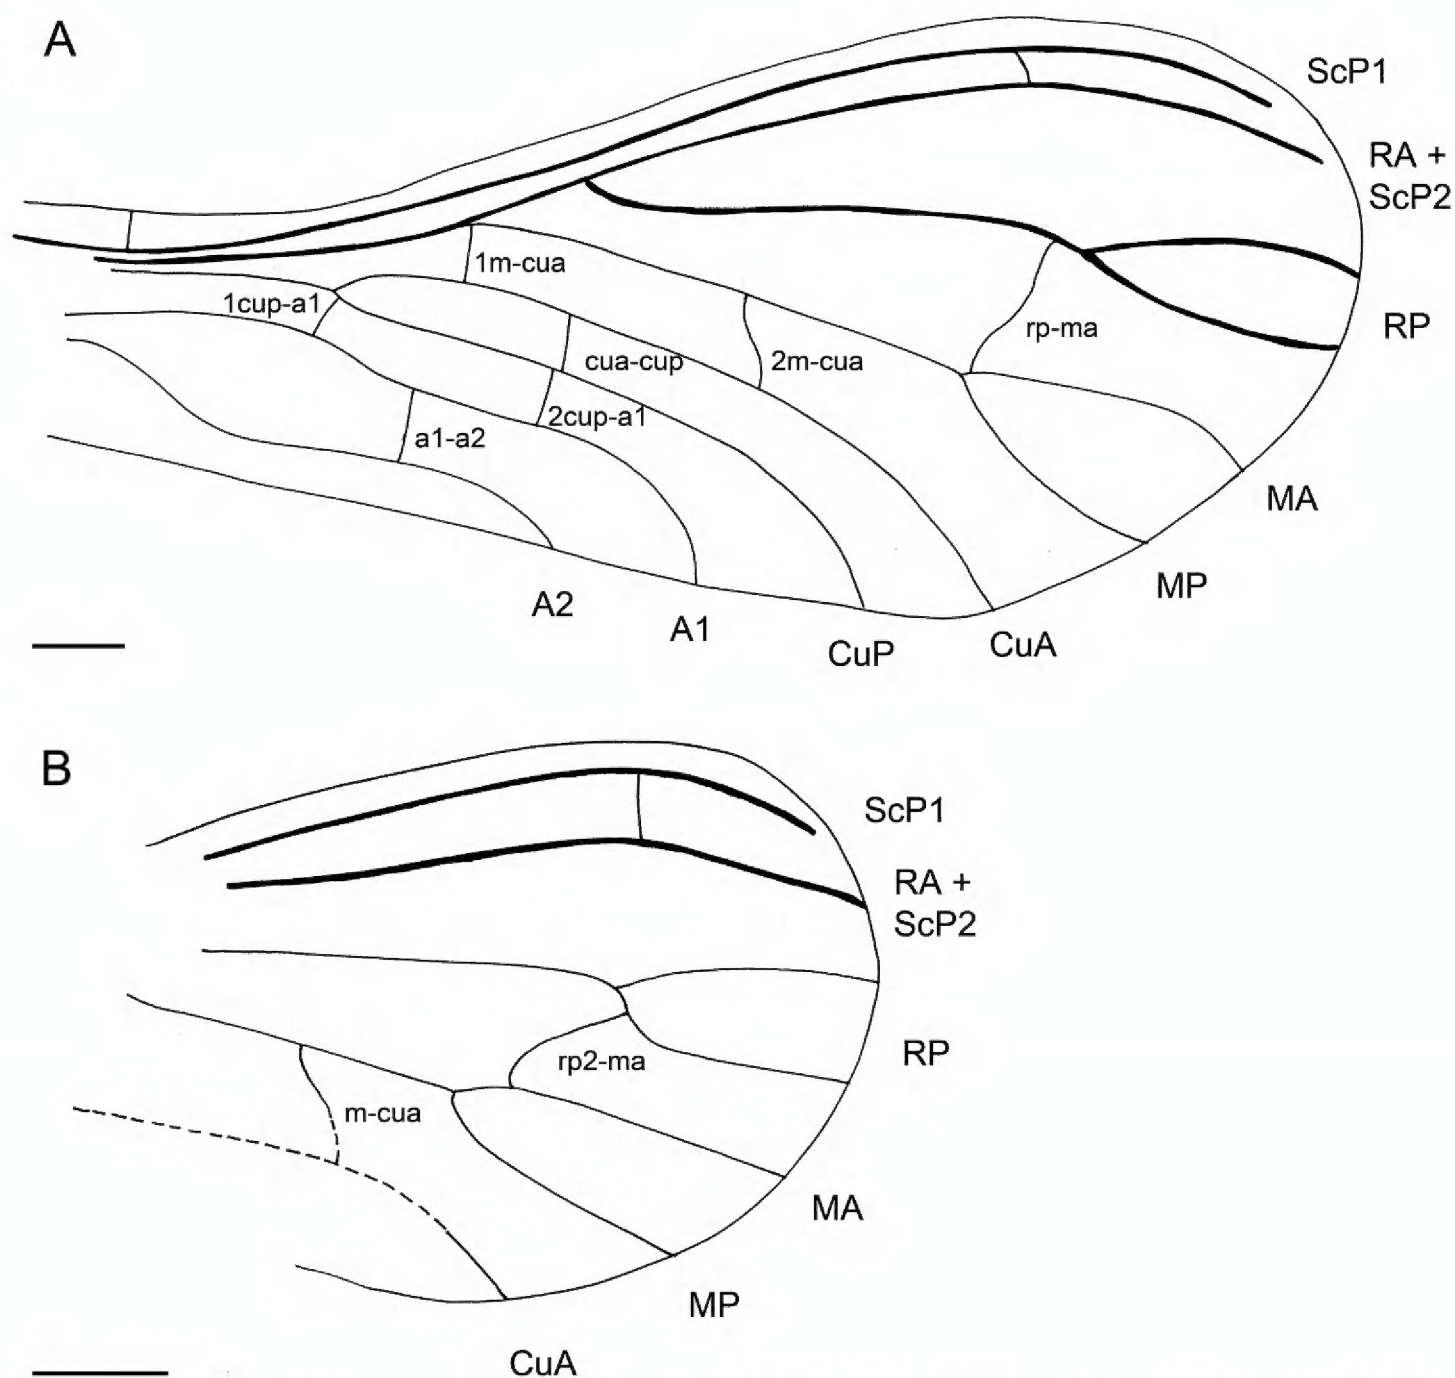 A
ScP1
RA +
ScP2
1m-cua
1cup-a1
rp-ma
RP
cua-cup
2m-cua
2cup-a1
a1-a2
MA
MP
A2
A1
CuP
CuA
B
ScP1
RA +
ScP2
RP
rp2-ma
m-cua
MA
MP
CuA